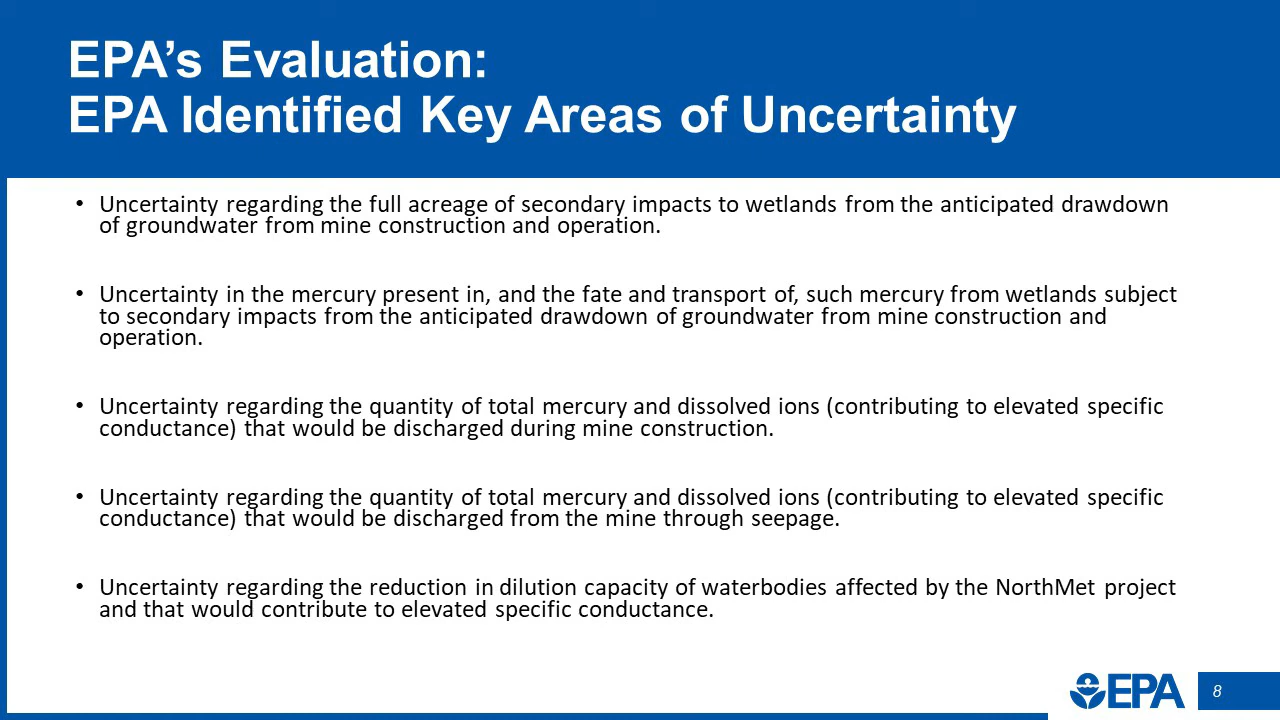 EPA’s Evaluation:
EPA Identified Key Areas of Uncertainty
• Uncertainty regarding the full acreage of secondary impacts to wetlands from the anticipated drawdown
of groundwater from mine construction and operation.
• Uncertainty in the mercury present in, and the fate and transport of, such mercury from wetlands subject
to secondary impacts from the anticipated drawdown of groundwater from mine construction and
operation.
• Uncertainty regarding the quantity of total mercury and dissolved ions (contributing to elevated specific
conductance) that would be discharged during mine construction.
• Uncertainty regarding the quantity of total mercury and dissolved ions (contributing to elevated specific
conductance) that would be discharged from the mine through seepage.
• Uncertainty regarding the reduction in dilution capacity of waterbodies affected by the NorthMet project
and that would contribute to elevated specific conductance.
EPA
8